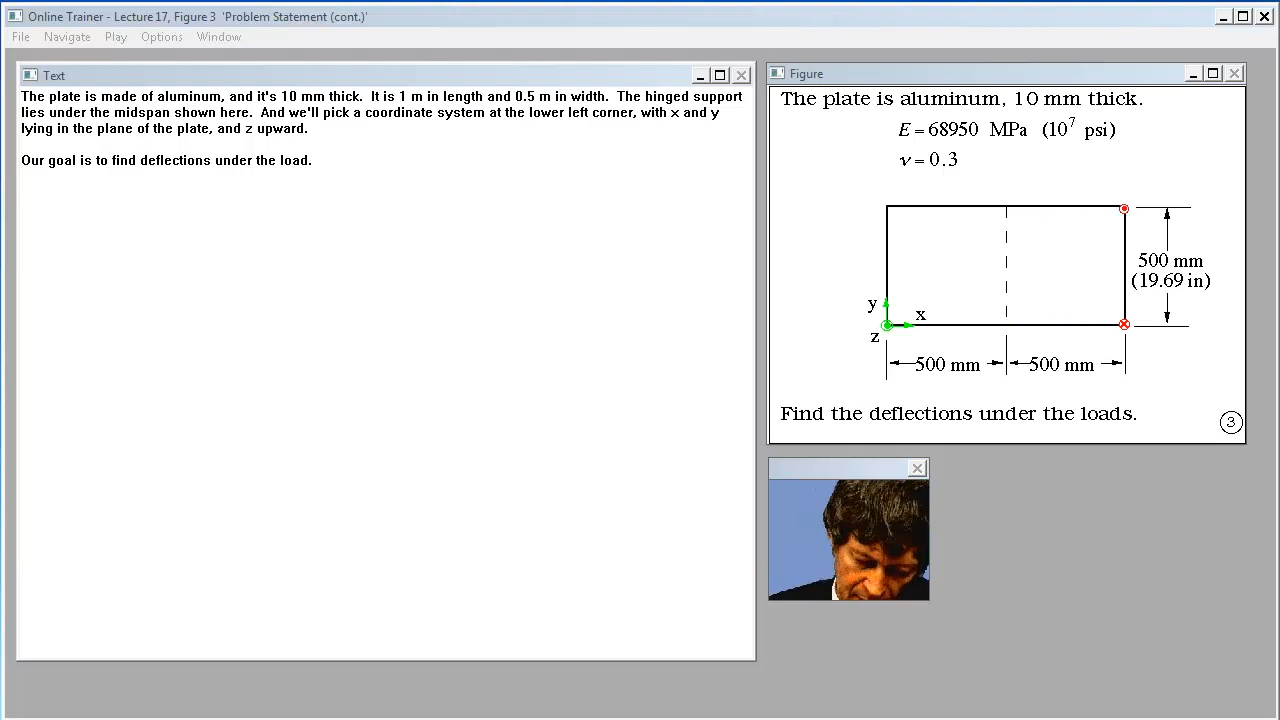 Online Trainer - Lecture 17, Figure 3 'Problem Statement (cont.)'
File Navigate Play Options Window
Text
The plate is made of aluminum, and it's 10 mm thick. It is 1 m in length and 0.5 m in width. The hinged support
lies under the midspan shown here. And we'll pick a coordinate system at the lower left corner, with x and y
lying in the plane of the plate, and z upward.
Our goal is to find deflections under the load.
Figure
The plate is aluminum, 10 mm thick.
E = 68950 MPa (10⁷ psi)
ν = 0.3
500 mm
(19.69 in)
y
x
z
500 mm 500 mm
Find the deflections under the loads.
3